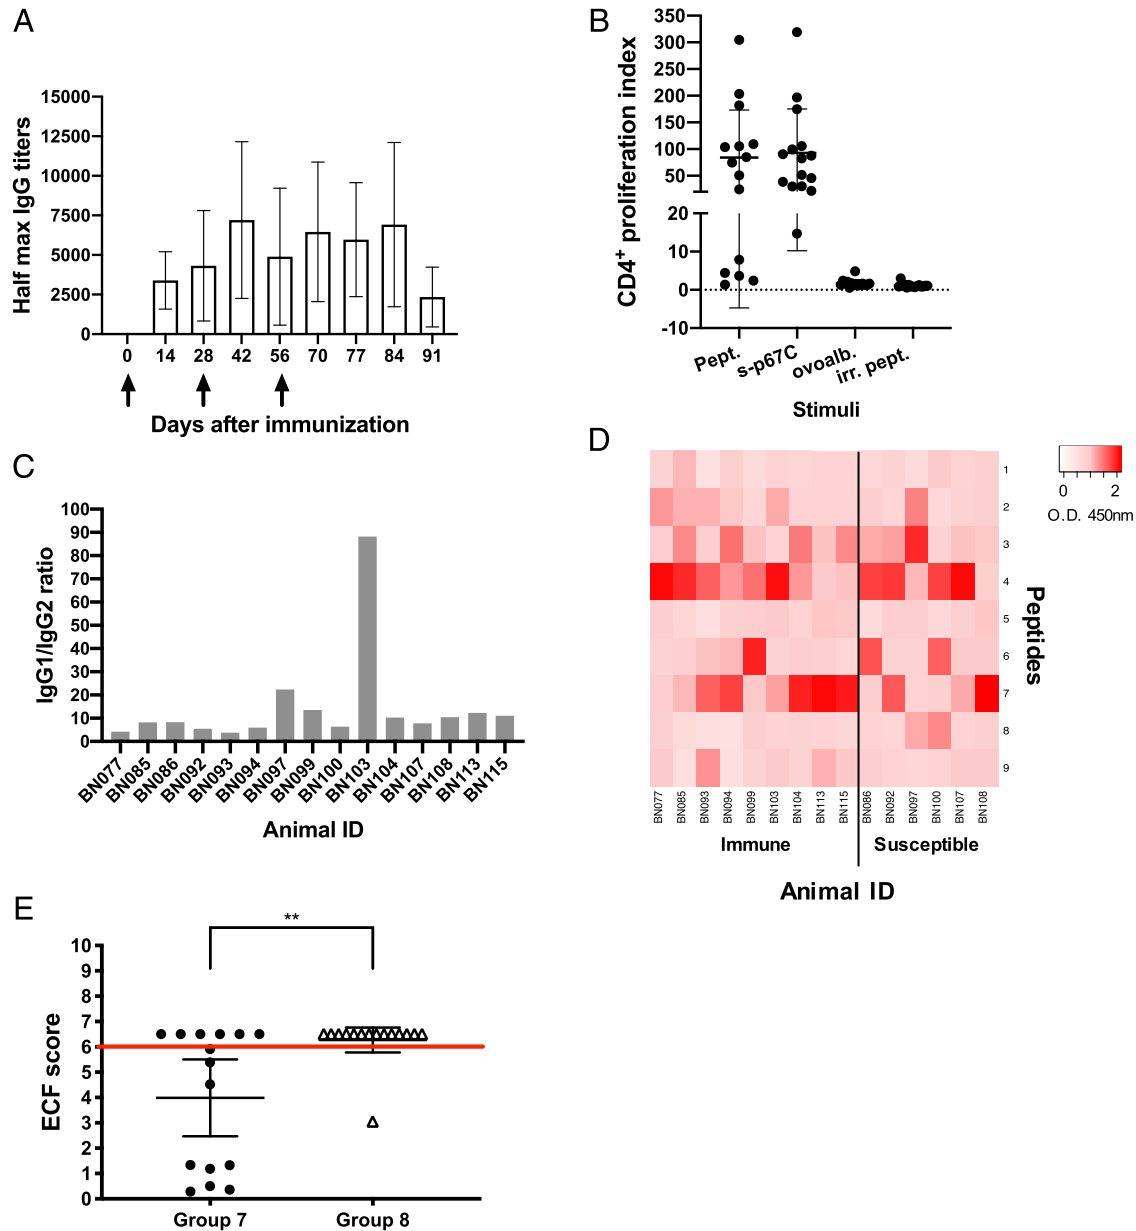 A
15000
12500
10000
7500
5000
2500
0
Half max IgG titers
0 14 28 42 56 70 77 84 91
Days after immunization
B
350
300
250
200
150
100
50
20
10
0
-10
CD4+ proliferation index
Pept. s-p67C ovoalb. irr. pept.
Stimuli
C
100
90
80
70
60
50
40
30
20
10
0
IgG1/IgG2 ratio
BN077 BN085 BN086 BN092 BN093 BN094 BN097 BN099 BN100 BN103 BN104 BN107 BN108 BN113 BN115
Animal ID
D
0 2
O.D. 450nm
1
2
3
4
5
6
7
8
9
Peptides
BN077 BN085 BN093 BN094 BN099 BN103 BN104 BN113 BN115 BN086 BN092 BN097 BN100 BN107 BN108
Immune Susceptible
Animal ID
E
**
10
9
8
7
6
5
4
3
2
1
0
ECF score
Group 7 Group 8